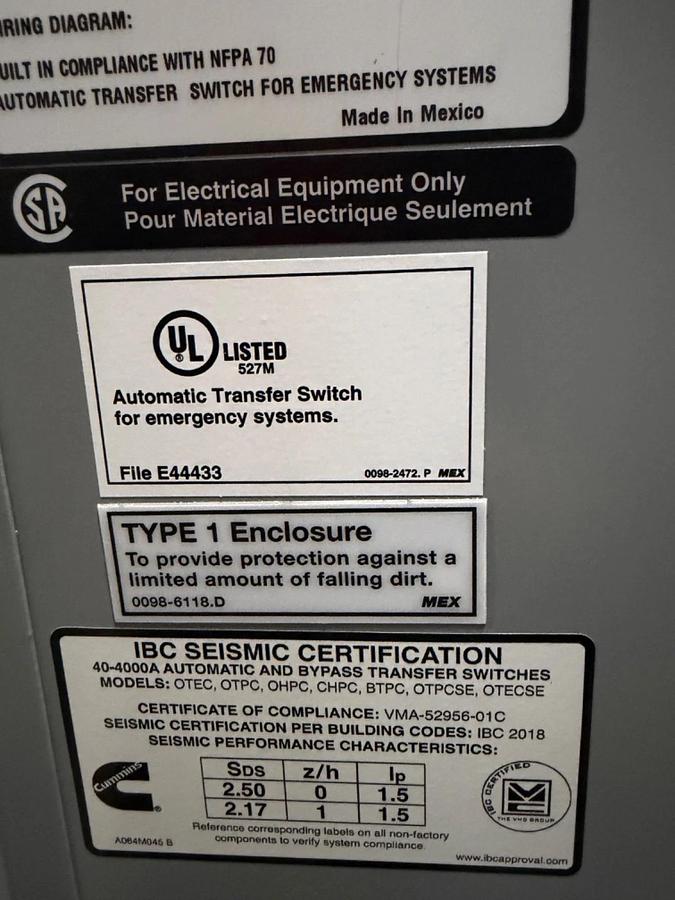 RING DIAGRAM:
UILT IN COMPLIANCE WITH NFPA 70
AUTOMATIC TRANSFER SWITCH FOR EMERGENCY SYSTEMS
Made In Mexico
SA
For Electrical Equipment Only
Pour Material Electrique Seulement
UL
®
LISTED
527M
Automatic Transfer Switch
for emergency systems.
File E44433
0098-2472. P MEX
TYPE 1 Enclosure
To provide protection against a
limited amount of falling dirt.
0098-6118.D
MEX
IBC SEISMIC CERTIFICATION
40-4000A AUTOMATIC AND BYPASS TRANSFER SWITCHES
MODELS: OTEC, OTPC, OHPC, CHPC, BTPC, OTPCSE, OTECSE
CERTIFICATE OF COMPLIANCE: VMA-52956-01C
SEISMIC CERTIFICATION PER BUILDING CODES: IBC 2018
SEISMIC PERFORMANCE CHARACTERISTICS:
Cummins
®
SDS z/h Ip
2.50 0 1.5
2.17 1 1.5
IBC CERTIFIED
THE VMC GROUP
A064M045 B
Reference corresponding labels on all non-factory
components to verify system compliance
www.ibcapproval.com